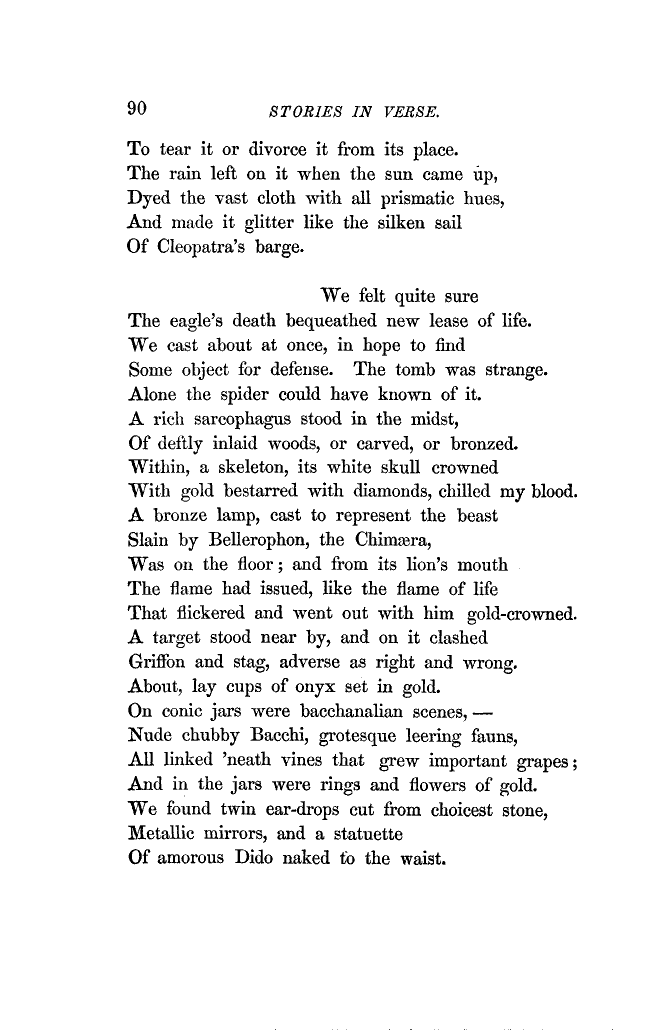 90 STORIES IN VERSE.
To tear it or divorce it from its place.
The rain left on it when the sun came up,
Dyed the vast cloth with all prismatic hues,
And made it glitter like the silken sail
Of Cleopatra's barge.
We felt quite sure
The eagle's death bequeathed new lease of life.
We cast about at once, in hope to find
Some object for defense. The tomb was strange.
Alone the spider could have known of it.
A rich sarcophagus stood in the midst,
Of deftly inlaid woods, or carved, or bronzed.
Within, a skeleton, its white skull crowned
With gold bestarred with diamonds, chilled my blood.
A bronze lamp, cast to represent the beast
Slain by Bellerophon, the Chimæra,
Was on the floor; and from its lion's mouth
The flame had issued, like the flame of life
That flickered and went out with him gold-crowned.
A target stood near by, and on it clashed
Griffon and stag, adverse as right and wrong.
About, lay cups of onyx set in gold.
On conic jars were bacchanalian scenes, —
Nude chubby Bacchi, grotesque leering fauns,
All linked 'neath vines that grew important grapes;
And in the jars were rings and flowers of gold.
We found twin ear-drops cut from choicest stone,
Metallic mirrors, and a statuette
Of amorous Dido naked to the waist.